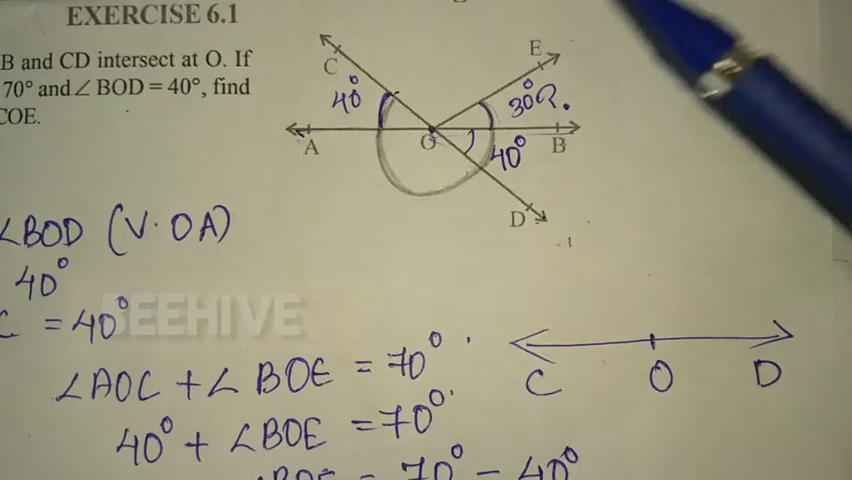 EXERCISE 6.1
B and CD intersect at O. If
70° and ∠ BOD = 40°, find
COE.
C
E
40°
30°
A
O
B
40°
D
∠BOD (V.OA)
40°
C = 40°
BEEHIVE
∠AOC + ∠BOE = 70°
40° + ∠BOE = 70°
C O D
∠BOE = 70° - 40°